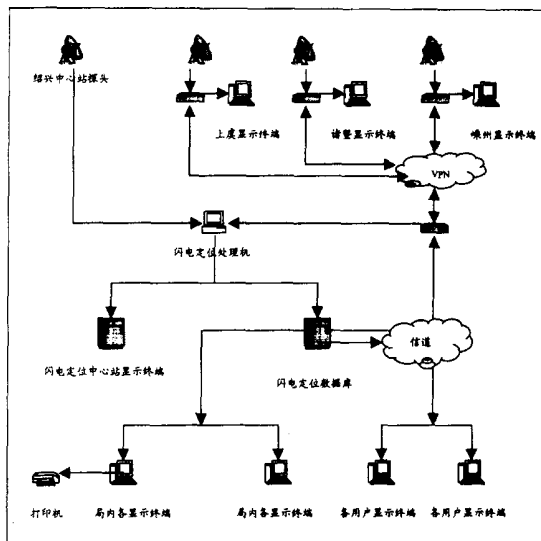 绍兴中心站探头
上虞显示终端
诸暨显示终端
嵊州显示终端
VPN
闪电定位处理机
闪电定位中心站显示终端
闪电定位数据库
信道
打印机
局内各显示终端
局内各显示终端
各用户显示终端
各用户显示终端